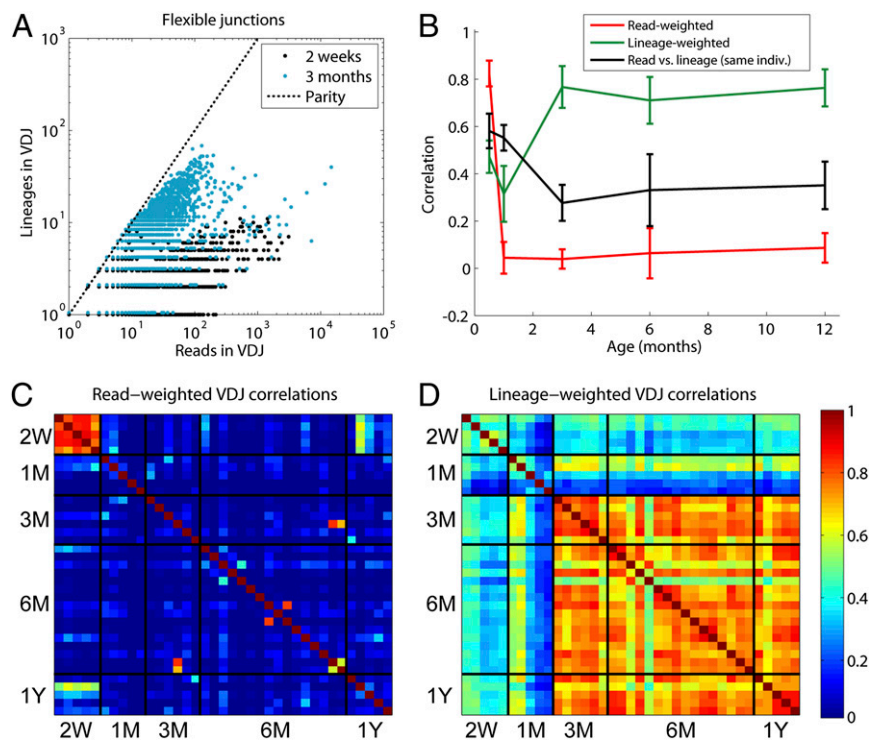 A
Flexible junctions
2 weeks
3 months
Parity
Lineages in VDJ
10^3
10^2
10^1
10^0
10^0 10^1 10^2 10^3 10^4 10^5
Reads in VDJ
B
Read-weighted
Lineage-weighted
Read vs. lineage (same indiv.)
Correlation
1
0.8
0.6
0.4
0.2
0
-0.2
0 2 4 6 8 10 12
Age (months)
C
Read-weighted VDJ correlations
2W
1M
3M
6M
1Y
2W 1M 3M 6M 1Y
D
Lineage-weighted VDJ correlations
2W
1M
3M
6M
1Y
2W 1M 3M 6M 1Y
1
0.8
0.6
0.4
0.2
0